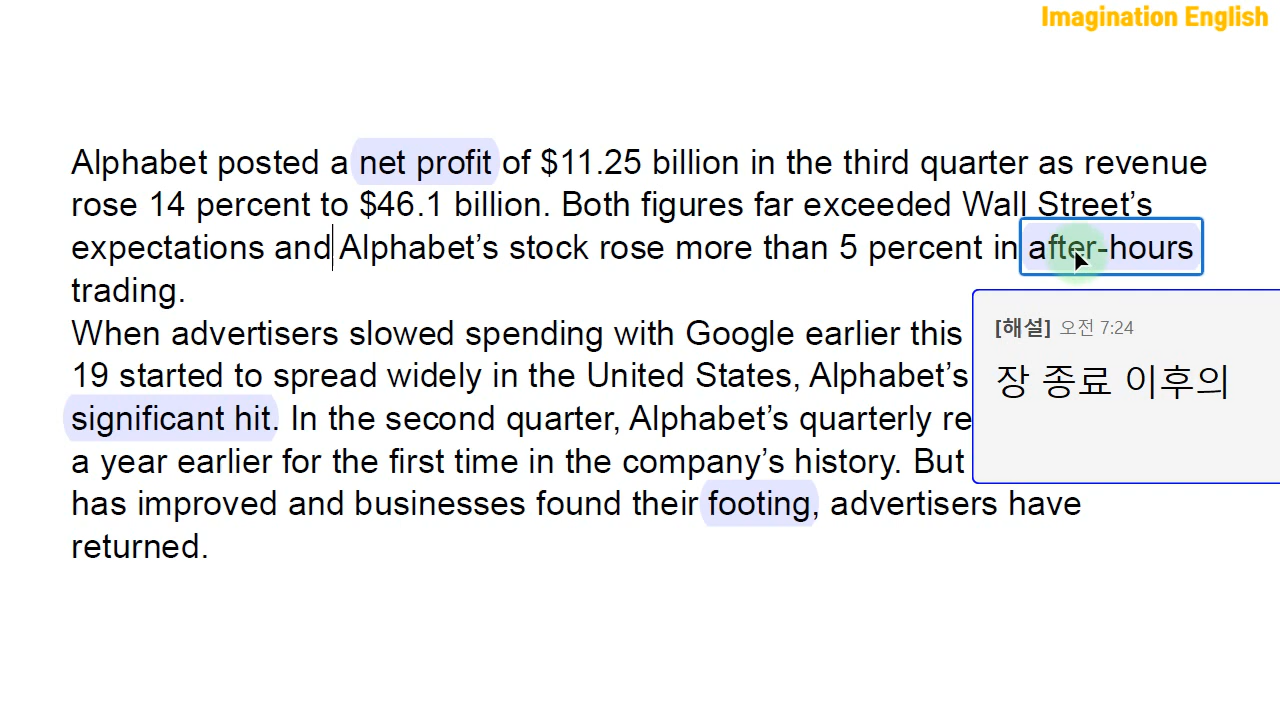 Imagination English
Alphabet posted a net profit of $11.25 billion in the third quarter as revenue
rose 14 percent to $46.1 billion. Both figures far exceeded Wall Street’s
expectations and Alphabet’s stock rose more than 5 percent in after-hours
trading.
When advertisers slowed spending with Google earlier this
19 started to spread widely in the United States, Alphabet’s
significant hit. In the second quarter, Alphabet’s quarterly re
a year earlier for the first time in the company’s history. But
has improved and businesses found their footing, advertisers have
returned.
[해설] 오전 7:24
장 종료 이후의